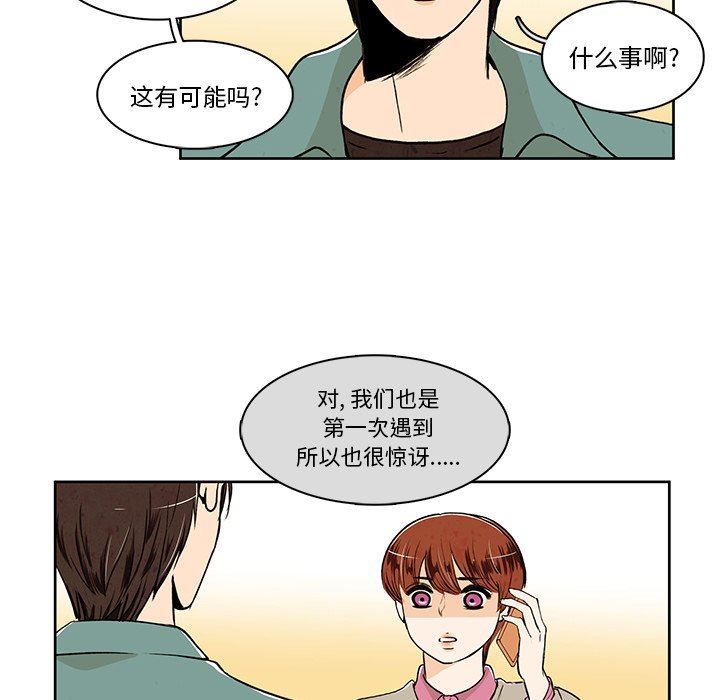 这有可能吗?
什么事啊?
对, 我们也是
第一次遇到
所以也很惊讶.....